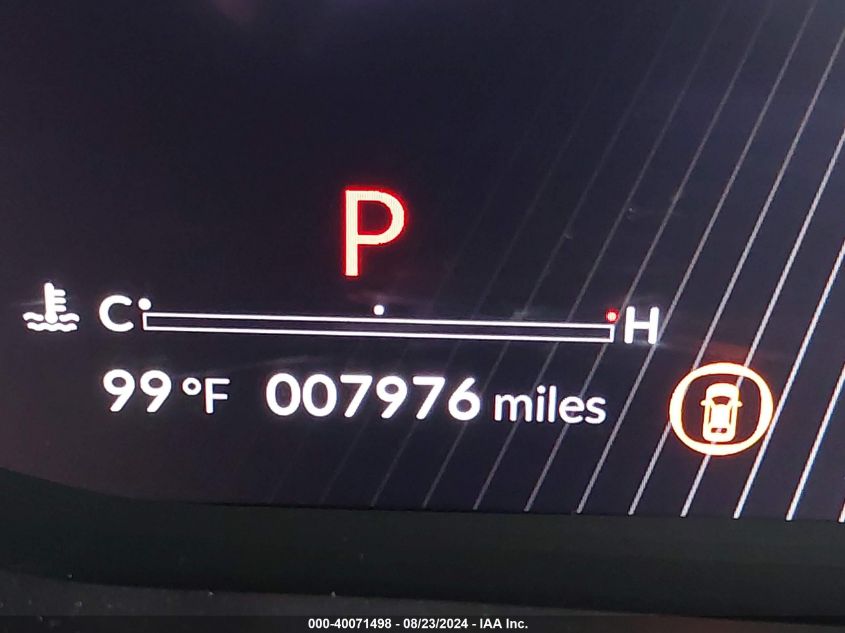 P
C H
99 °F 007976 miles
000-40071498 - 08/23/2024 - IAA Inc.